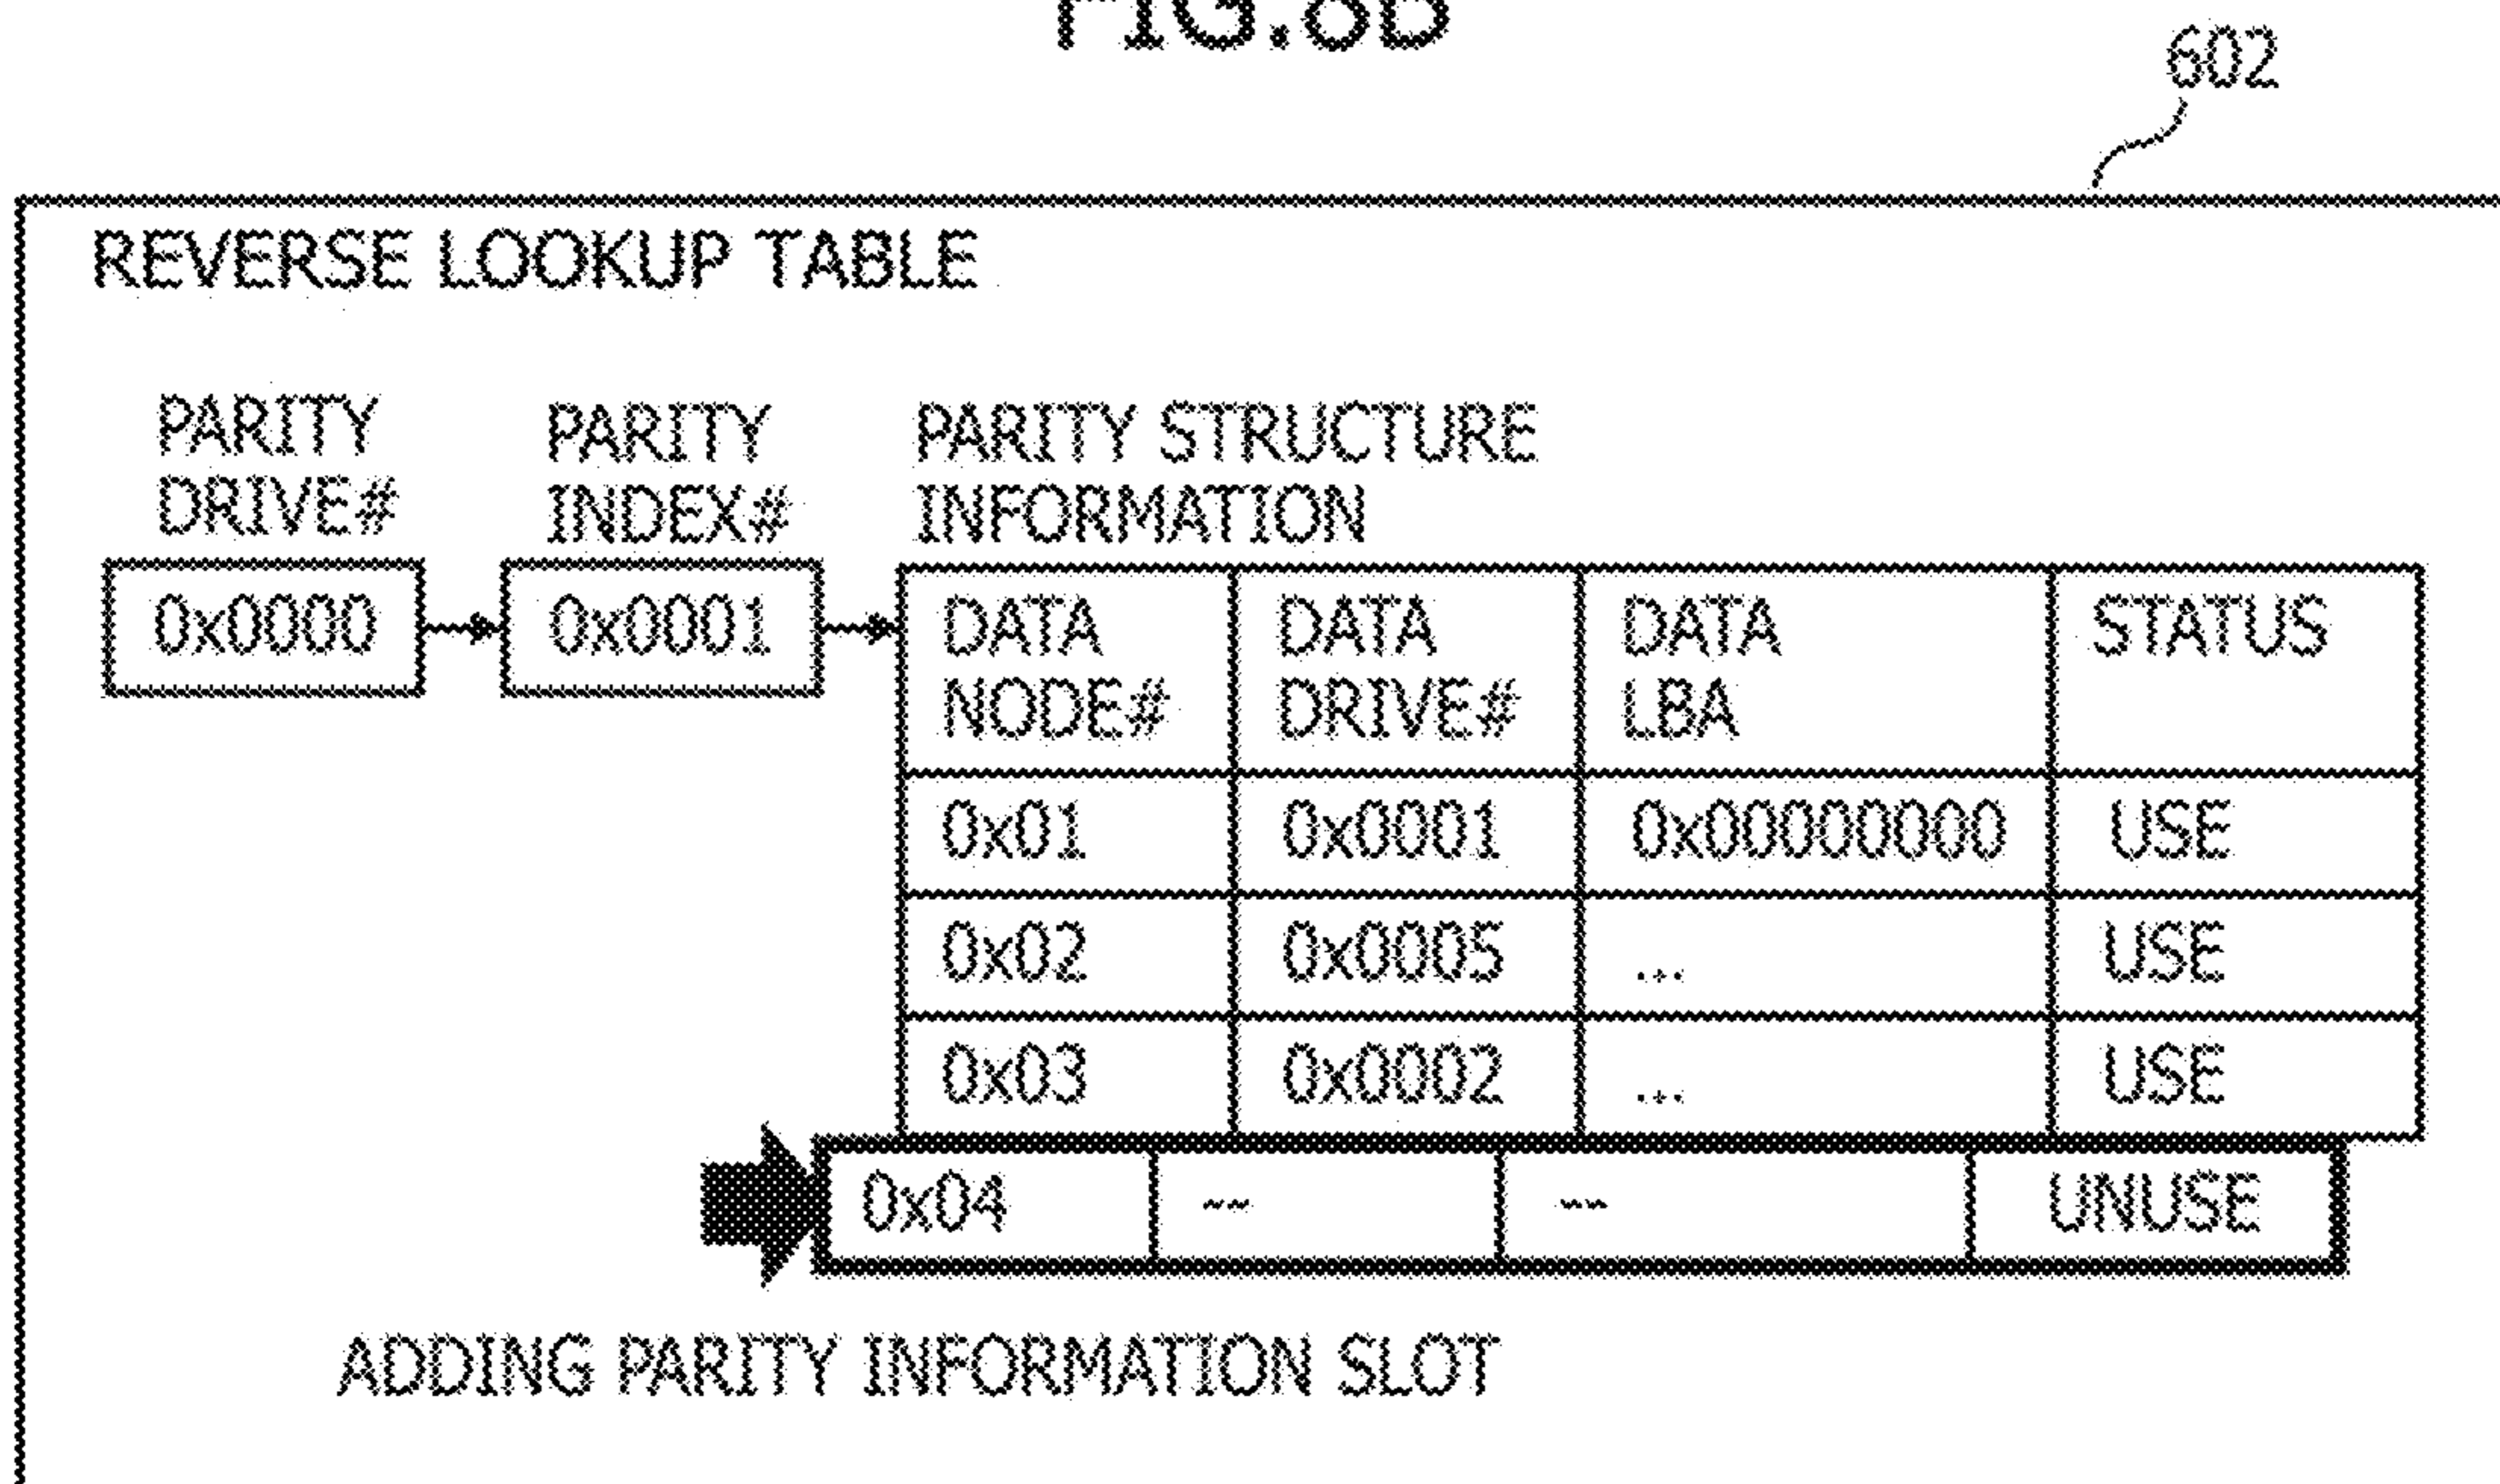 602
REVERSE LOOKUP TABLE
PARITY DRIVE#
PARITY INDEX#
PARITY STRUCTURE INFORMATION
0x0000 0x0001
DATA NODE# DATA DRIVE# DATA LBA STATUS
0x01 0x0001 0x00000000 USE
0x02 0x0005 ... USE
0x03 0x0002 ... USE
0x04 - - UNUSE
ADDING PARITY INFORMATION SLOT